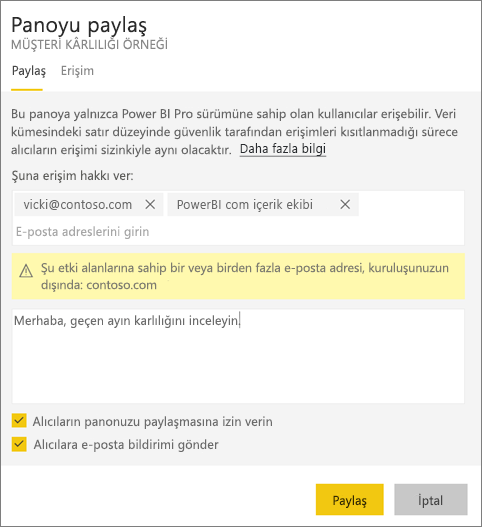 Panoyu paylaş
MÜŞTERİ KÂRLILIĞI ÖRNEĞİ
Paylaş Erişim
Bu panoya yalnızca Power BI Pro sürümüne sahip olan kullanıcılar erişebilir. Veri
kümesindeki satır düzeyinde güvenlik tarafından erişimleri kısıtlanmadığı sürece
alıcıların erişimi sizinkiyle aynı olacaktır. Daha fazla bilgi
Şuna erişim hakkı ver:
vicki@contoso.com PowerBI com içerik ekibi
E-posta adreslerini girin
Şu etki alanlarına sahip bir veya birden fazla e-posta adresi, kuruluşunuzun
dışında: contoso.com
Merhaba, geçen ayın karlılığını inceleyin.
Alıcıların panonuzu paylaşmasına izin verin
Alıcılara e-posta bildirimi gönder
Paylaş İptal